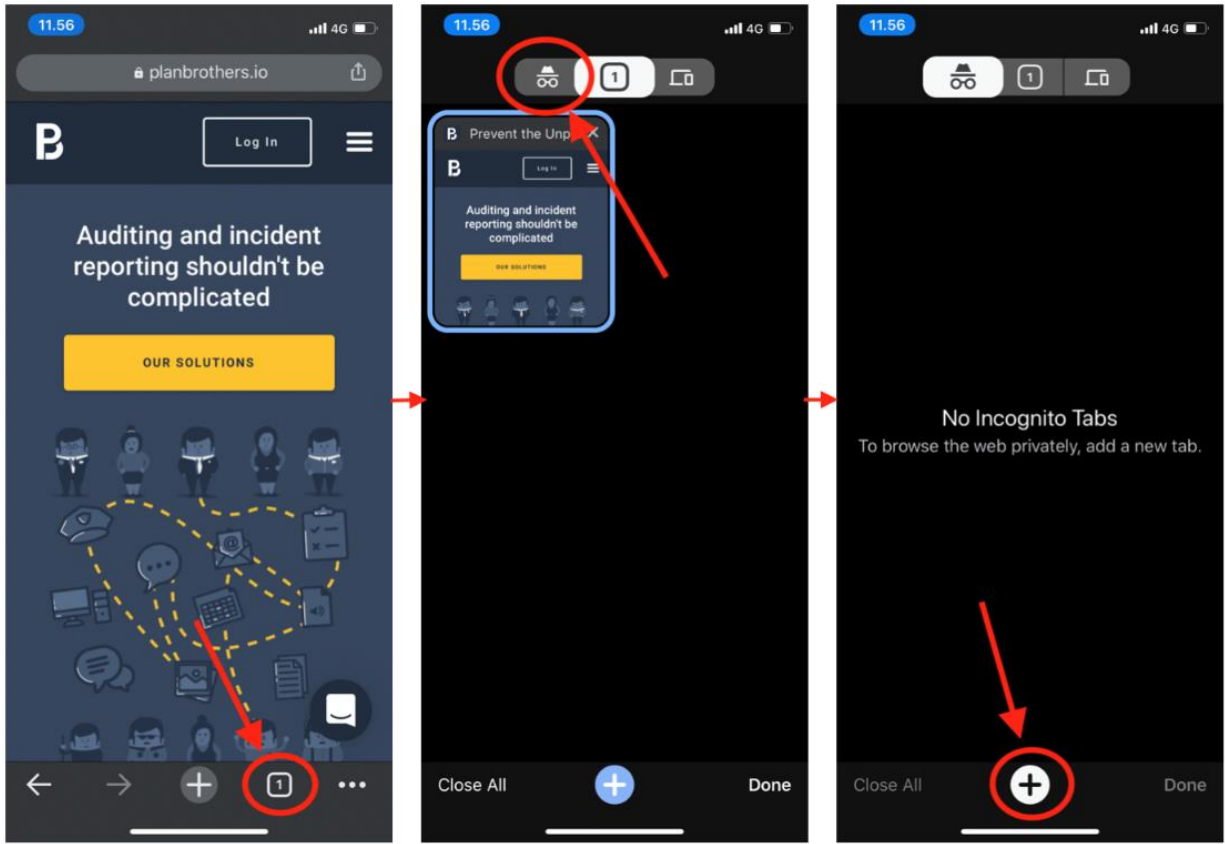 11.56
4G
planbrothers.io
B
Log In
Auditing and incident
reporting shouldn't be
complicated
OUR SOLUTIONS
1
11.56
4G
1
B Prevent the Unp
B
Log In
Auditing and incident
reporting shouldn't be
complicated
OUR SOLUTIONS
Close All
Done
11.56
4G
1
No Incognito Tabs
To browse the web privately, add a new tab.
Close All
Done